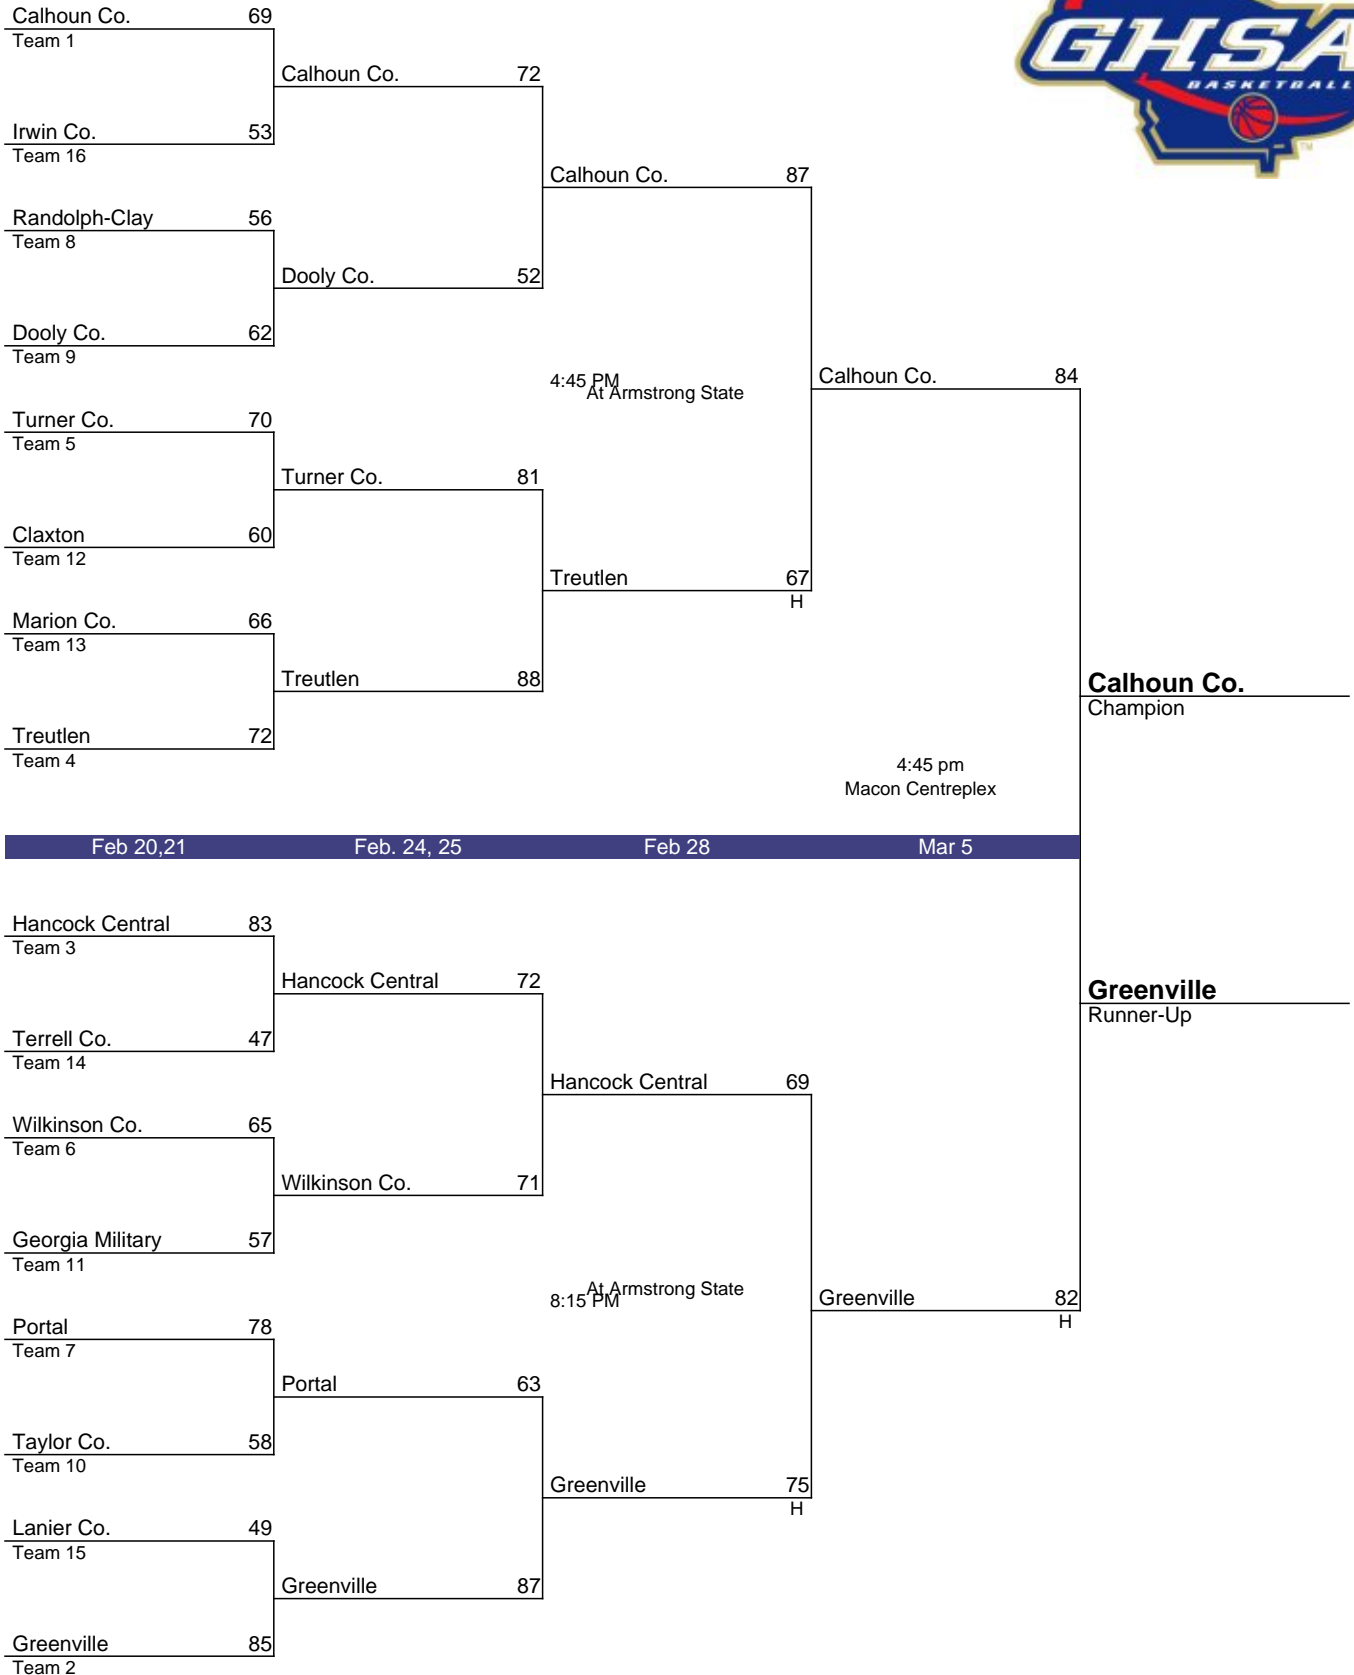 GHSA
BASKETBALL
TM
Calhoun Co. 69
Team 1
Calhoun Co. 72
Irwin Co. 53
Team 16
Calhoun Co. 87
Randolph-Clay 56
Team 8
Dooly Co. 52
Dooly Co. 62
Team 9
4:45 PM
At Armstrong State
Calhoun Co. 84
Turner Co. 70
Team 5
Turner Co. 81
Claxton 60
Team 12
Treutlen 67
H
Marion Co. 66
Team 13
Treutlen 88
Calhoun Co.
Champion
Treutlen 72
Team 4
4:45 pm
Macon Centreplex
Feb 20,21 Feb. 24, 25 Feb 28 Mar 5
Hancock Central 83
Team 3
Hancock Central 72
Greenville
Runner-Up
Terrell Co. 47
Team 14
Hancock Central 69
Wilkinson Co. 65
Team 6
Wilkinson Co. 71
Georgia Military 57
Team 11
At Armstrong State
8:15 PM
Greenville 82
H
Portal 78
Team 7
Portal 63
Taylor Co. 58
Team 10
Greenville 75
H
Lanier Co. 49
Team 15
Greenville 87
Greenville 85
Team 2